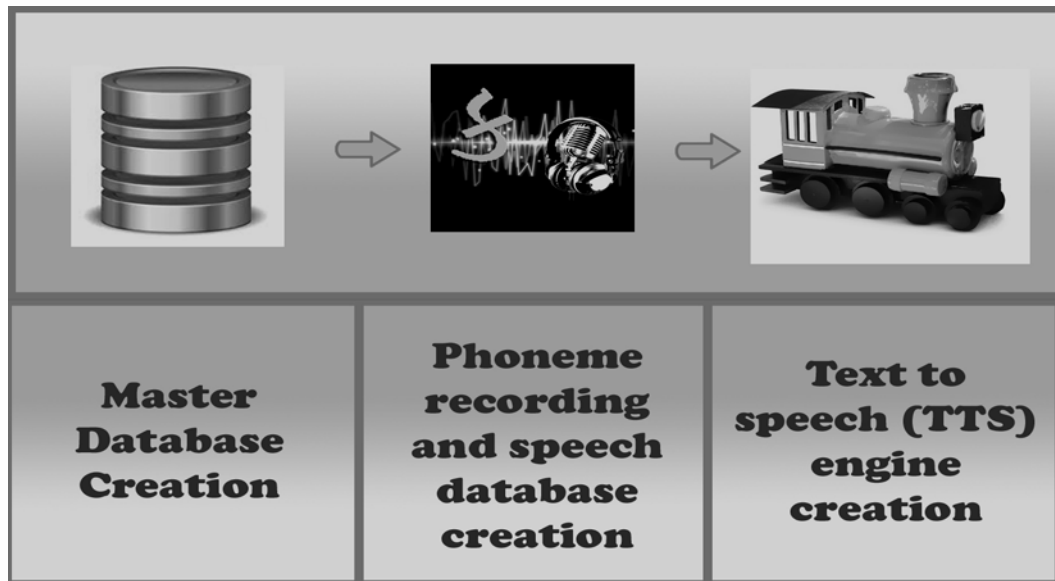 Master
Database
Creation
Phoneme
recording
and speech
database
creation
Text to
speech (TTS)
engine
creation